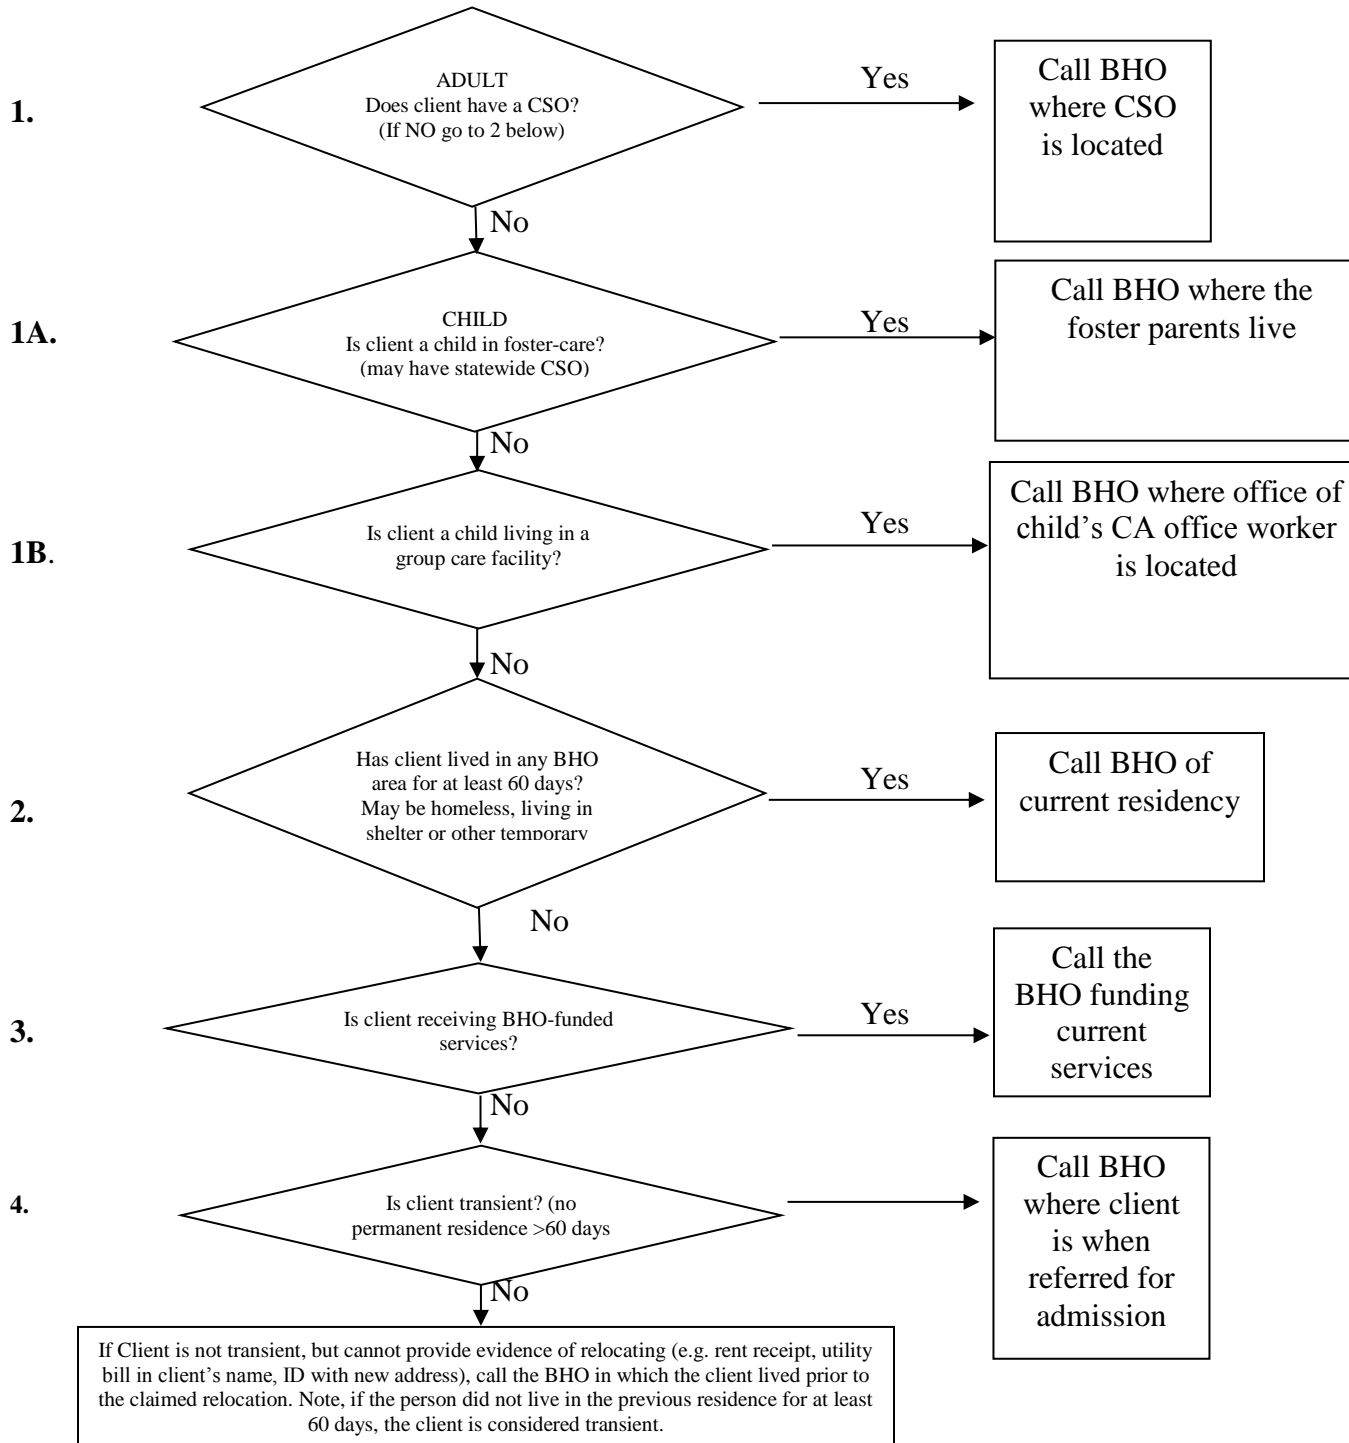 1.
ADULT
Does client have a CSO?
(If NO go to 2 below)
Yes
Call BHO
where CSO
is located
No
1A.
CHILD
Is client a child in foster-care?
(may have statewide CSO)
Yes
Call BHO where the
foster parents live
No
1B.
Is client a child living in a
group care facility?
Yes
Call BHO where office of
child’s CA office worker
is located
No
2.
Has client lived in any BHO
area for at least 60 days?
May be homeless, living in
shelter or other temporary
Yes
Call BHO of
current residency
No
3.
Is client receiving BHO-funded
services?
Yes
Call the
BHO funding
current
services
No
4.
Is client transient? (no
permanent residence >60 days
Call BHO
where client
is when
referred for
admission
No
If Client is not transient, but cannot provide evidence of relocating (e.g. rent receipt, utility
bill in client’s name, ID with new address), call the BHO in which the client lived prior to
the claimed relocation. Note, if the person did not live in the previous residence for at least
60 days, the client is considered transient.